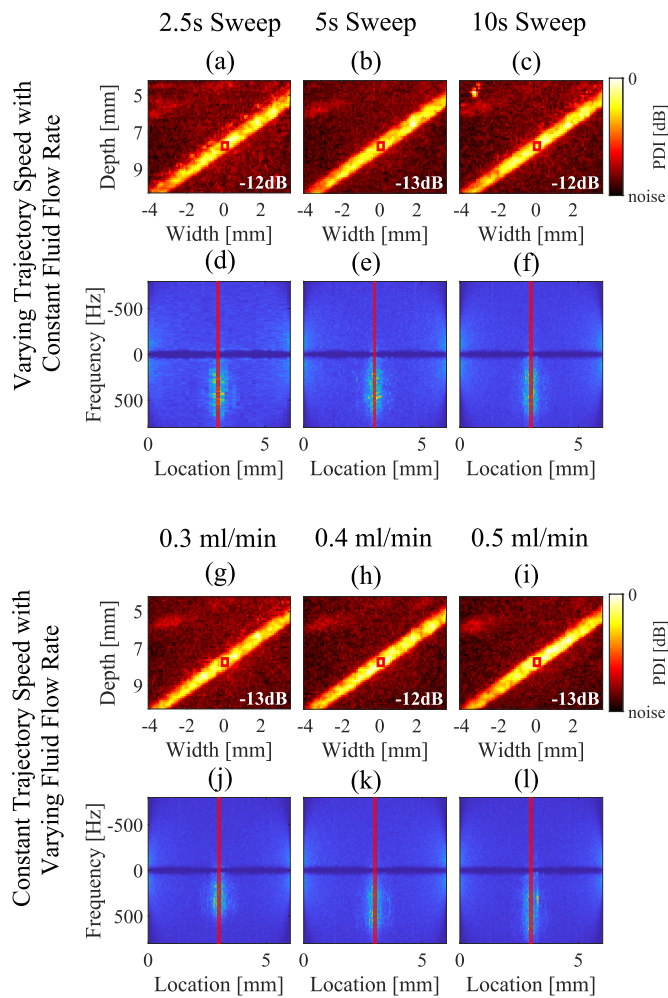 2.5s Sweep 5s Sweep 10s Sweep
(a) (b) (c)
Varying Trajectory Speed with
Constant Fluid Flow Rate
Depth [mm]
5
7
9
-12dB -13dB -12dB
-4 -2 0 2 -4 -2 0 2 -4 -2 0 2
Width [mm] Width [mm] Width [mm]
0
PDI [dB]
noise
(d) (e) (f)
Frequency [Hz]
-500
0
500
0 5 0 5 0 5
Location [mm] Location [mm] Location [mm]
0.3 ml/min 0.4 ml/min 0.5 ml/min
(g) (h) (i)
Constant Trajectory Speed with
Varying Fluid Flow Rate
Depth [mm]
5
7
9
-13dB -12dB -13dB
-4 -2 0 2 -4 -2 0 2 -4 -2 0 2
Width [mm] Width [mm] Width [mm]
0
PDI [dB]
noise
(j) (k) (l)
Frequency [Hz]
-500
0
500
0 5 0 5 0 5
Location [mm] Location [mm] Location [mm]